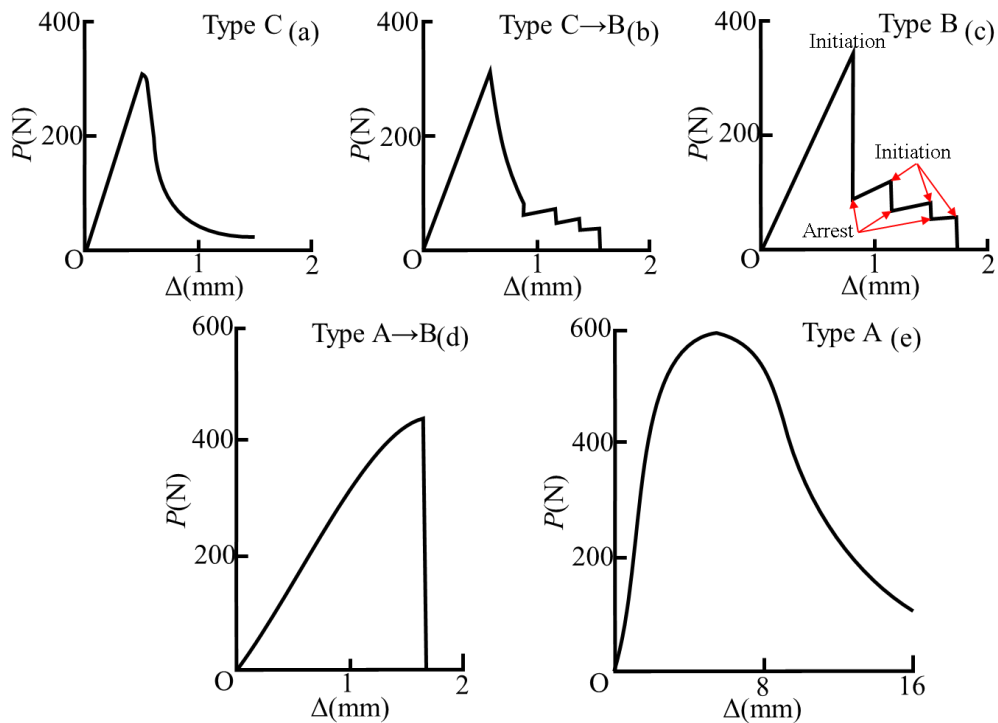 Type C (a)
400
200
P(N)
O
1
2
Δ(mm)
Type C→B(b)
400
200
P(N)
O
1
2
Δ(mm)
Type B (c)
400
200
P(N)
O
1
2
Δ(mm)
Initiation
Initiation
Arrest
Type A→B(d)
600
400
200
P(N)
O
1
2
Δ(mm)
Type A (e)
600
400
200
P(N)
O
8
16
Δ(mm)